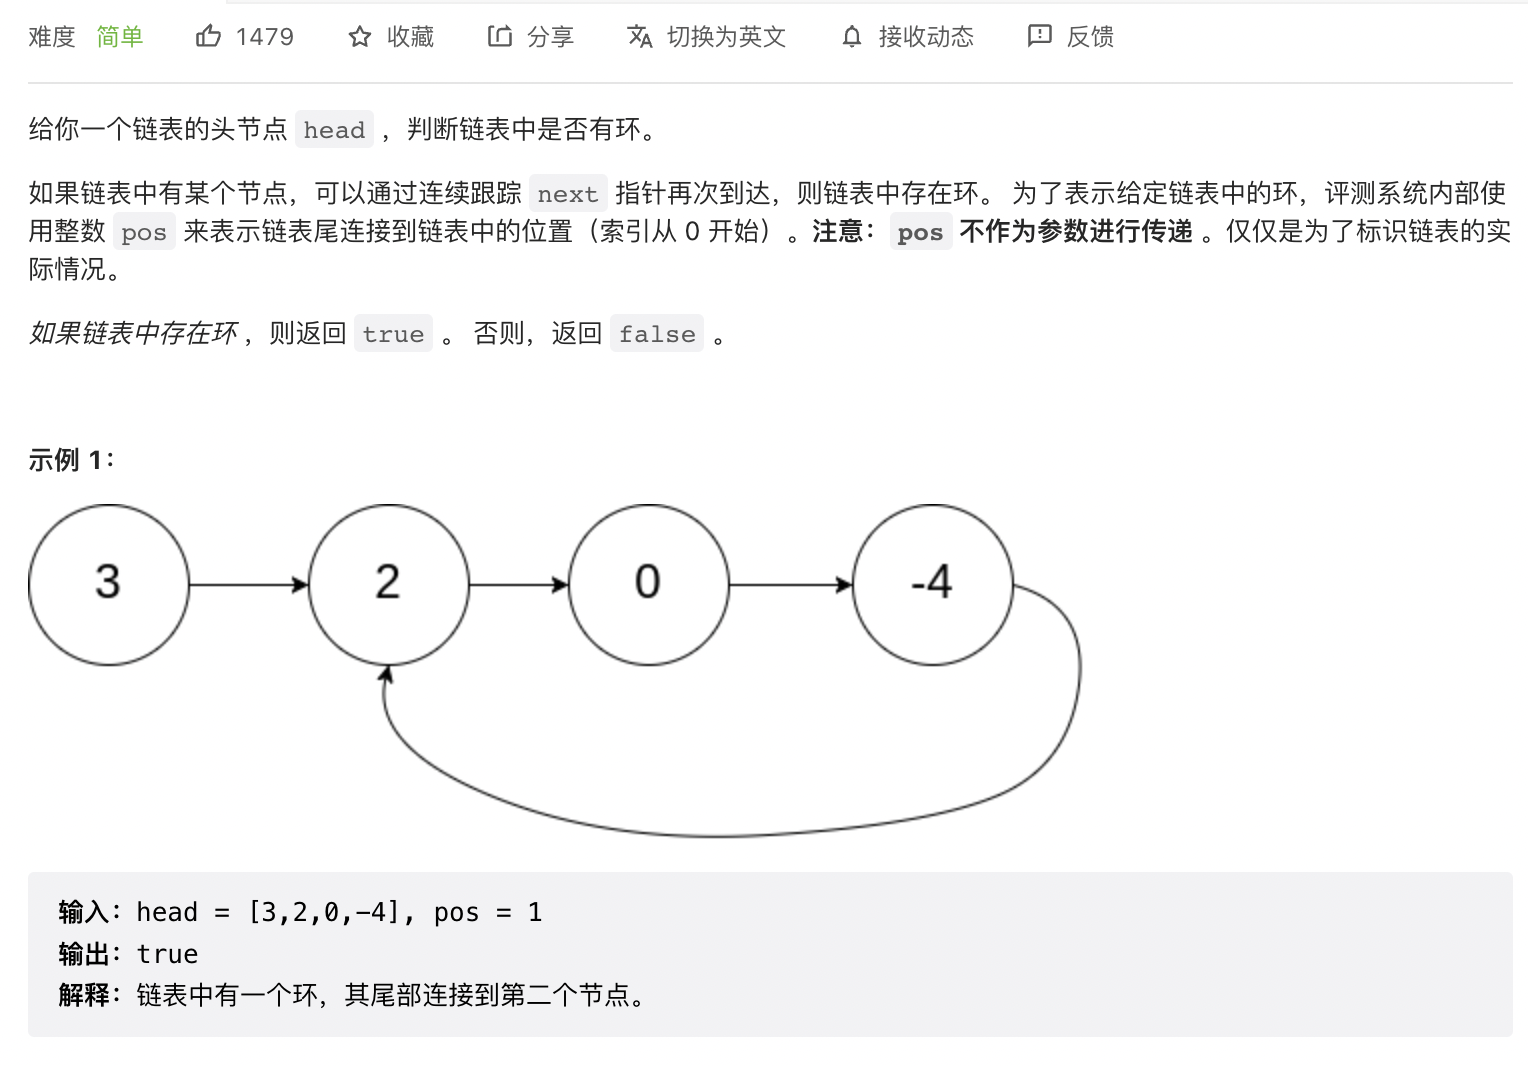 难度 简单 1479 收藏 分享 切换为英文 接收动态 反馈
给你一个链表的头节点 head ，判断链表中是否有环。
如果链表中有某个节点，可以通过连续跟踪 next 指针再次到达，则链表中存在环。 为了表示给定链表中的环，评测系统内部使
用整数 pos 来表示链表尾连接到链表中的位置（索引从 0 开始）。注意：pos 不作为参数进行传递 。仅仅是为了标识链表的实
际情况。
如果链表中存在环 ，则返回 true 。 否则，返回 false 。
示例 1：
3 2 0 -4
输入：head = [3,2,0,-4], pos = 1
输出：true
解释：链表中有一个环，其尾部连接到第二个节点。